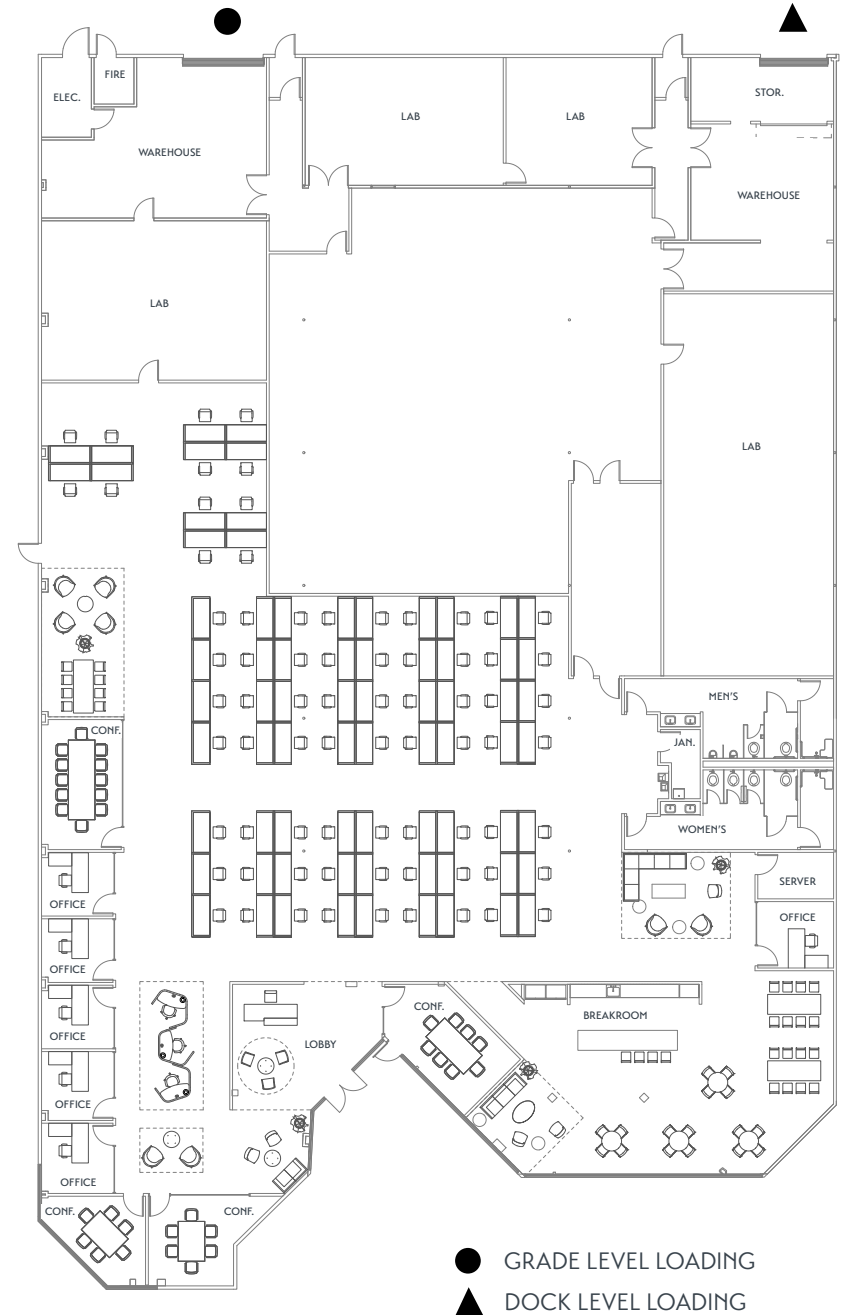 FIRE
ELEC.
LAB
LAB
STOR.
WAREHOUSE
WAREHOUSE
LAB
LAB
MEN'S
CONF.
JAN.
WOMEN'S
OFFICE
SERVER
OFFICE
OFFICE
OFFICE
CONF.
BREAKROOM
LOBBY
OFFICE
OFFICE
CONF.
CONF.
GRADE LEVEL LOADING
DOCK LEVEL LOADING